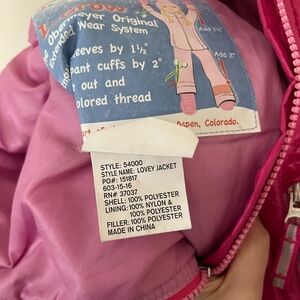 Obermeyer Original
Extended Wear System
sleeves by 1½"
pant cuffs by 2"
out and
colored thread
Add 1½"
Add 2"
Aspen, Colorado.
STYLE: 54000
STYLE NAME: LOVEY JACKET
PO#: 151817
603-15-16
RN# 37037
SHELL: 100% POLYESTER
LINING: 100% NYLON &
100% POLYESTER
FILLER: 100% POLYESTER
MADE IN CHINA